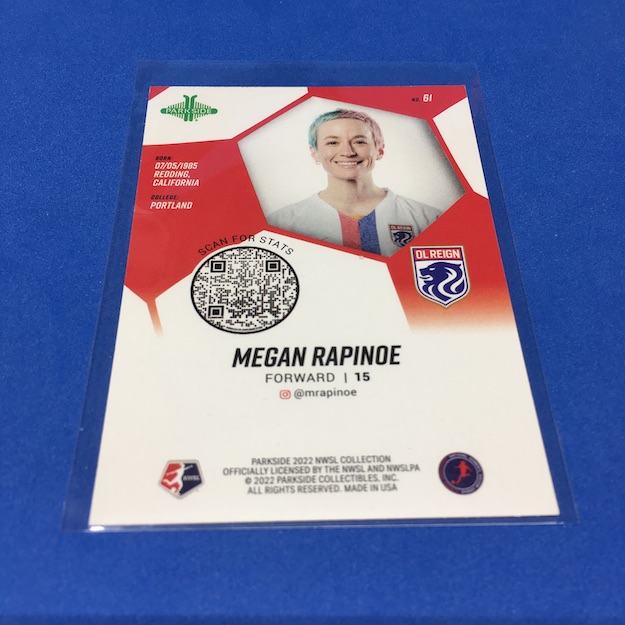 PARKSIDE
NO. 61
BORN:
07/05/1985
REDDING,
CALIFORNIA
COLLEGE:
PORTLAND
SCAN FOR STATS
OL REIGN
MEGAN RAPINOE
FORWARD | 15
@mrapinoe
PARKSIDE 2022 NWSL COLLECTION
OFFICIALLY LICENSED BY THE NWSL AND NWSLPA
© 2022 PARKSIDE COLLECTIBLES, INC.
ALL RIGHTS RESERVED. MADE IN USA
NWSL